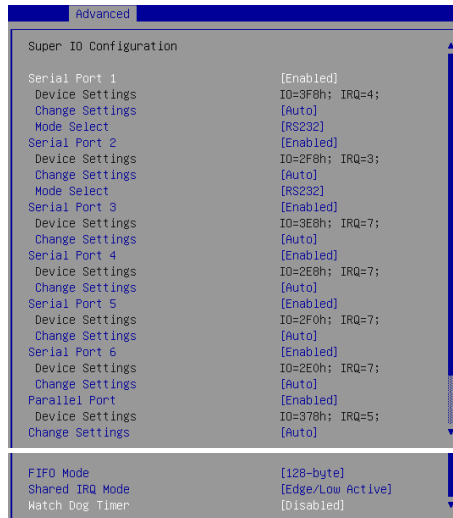 Advanced
Super IO Configuration
Serial Port 1 [Enabled]
Device Settings IO=3F8h; IRQ=4;
Change Settings [Auto]
Mode Select [RS232]
Serial Port 2 [Enabled]
Device Settings IO=2F8h; IRQ=3;
Change Settings [Auto]
Mode Select [RS232]
Serial Port 3 [Enabled]
Device Settings IO=3E8h; IRQ=7;
Change Settings [Auto]
Serial Port 4 [Enabled]
Device Settings IO=2E8h; IRQ=7;
Change Settings [Auto]
Serial Port 5 [Enabled]
Device Settings IO=2F0h; IRQ=7;
Change Settings [Auto]
Serial Port 6 [Enabled]
Device Settings IO=2E0h; IRQ=7;
Change Settings [Auto]
Parallel Port [Enabled]
Device Settings IO=378h; IRQ=5;
Change Settings [Auto]
FIFO Mode [128-byte]
Shared IRQ Mode [Edge/Low Active]
Watch Dog Timer [Disabled]